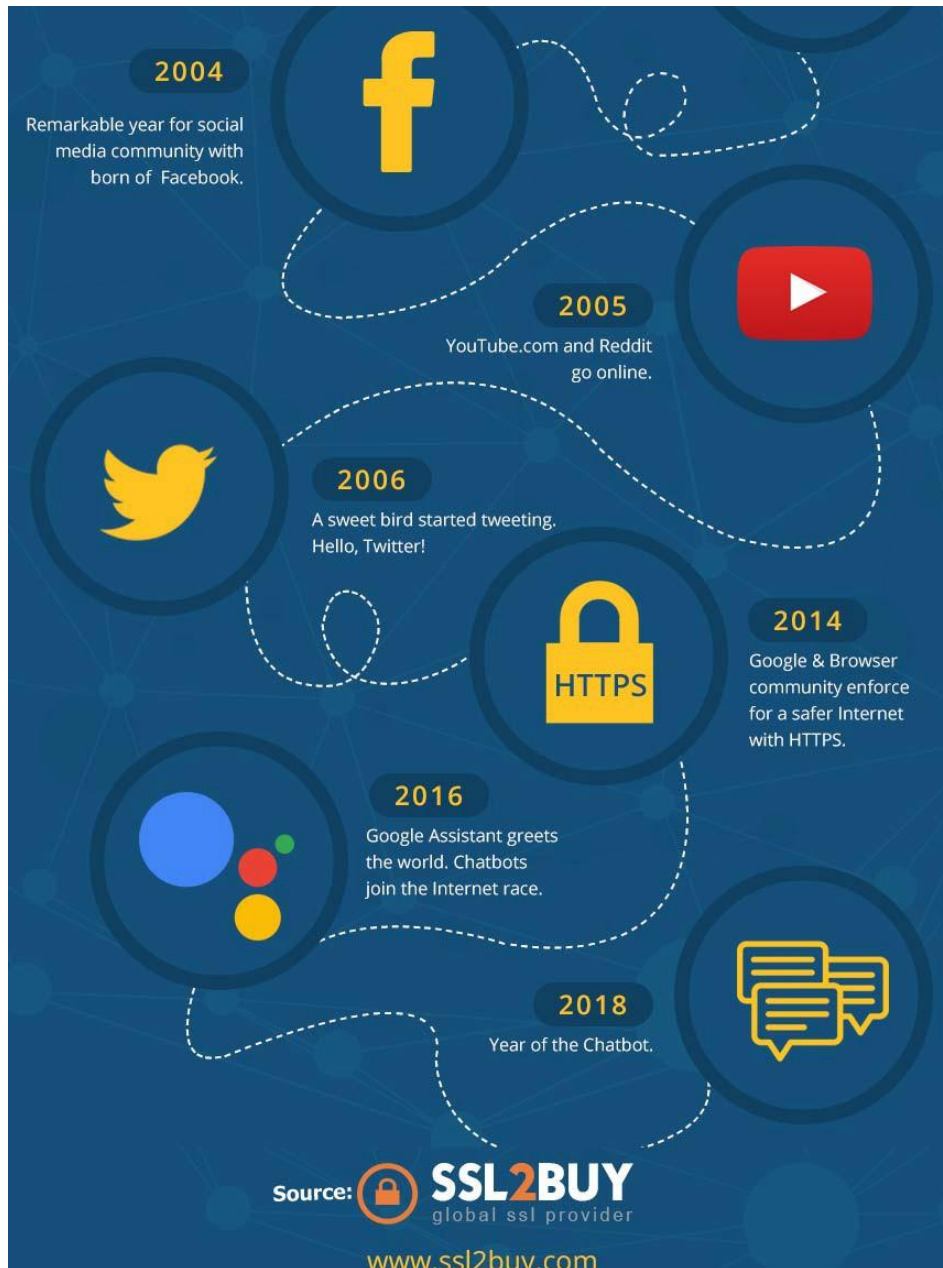 2004
Remarkable year for social
media community with
born of Facebook.
2005
YouTube.com and Reddit
go online.
2006
A sweet bird started tweeting.
Hello, Twitter!
HTTPS
2014
Google & Browser
community enforce
for a safer Internet
with HTTPS.
2016
Google Assistant greets
the world. Chatbots
join the Internet race.
2018
Year of the Chatbot.
Source: SSL2BUY
global ssl provider
www.ssl2buy.com